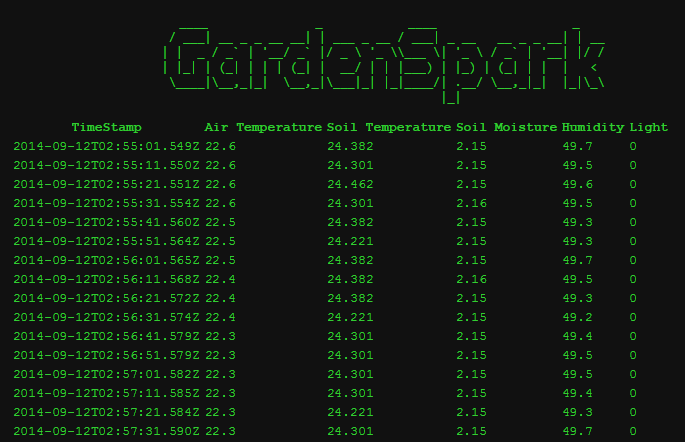 GardenSpark
TimeStamp Air Temperature Soil Temperature Soil Moisture Humidity Light
2014-09-12T02:55:01.549Z 22.6 24.382 2.15 49.7 0
2014-09-12T02:55:11.550Z 22.6 24.301 2.15 49.5 0
2014-09-12T02:55:21.551Z 22.6 24.462 2.15 49.6 0
2014-09-12T02:55:31.554Z 22.6 24.301 2.16 49.5 0
2014-09-12T02:55:41.560Z 22.5 24.382 2.15 49.3 0
2014-09-12T02:55:51.564Z 22.5 24.221 2.15 49.3 0
2014-09-12T02:56:01.565Z 22.5 24.382 2.15 49.7 0
2014-09-12T02:56:11.568Z 22.4 24.382 2.16 49.5 0
2014-09-12T02:56:21.572Z 22.4 24.382 2.15 49.3 0
2014-09-12T02:56:31.574Z 22.4 24.221 2.15 49.2 0
2014-09-12T02:56:41.579Z 22.3 24.301 2.15 49.4 0
2014-09-12T02:56:51.579Z 22.3 24.301 2.15 49.5 0
2014-09-12T02:57:01.582Z 22.3 24.301 2.15 49.5 0
2014-09-12T02:57:11.585Z 22.3 24.301 2.15 49.4 0
2014-09-12T02:57:21.584Z 22.3 24.221 2.15 49.3 0
2014-09-12T02:57:31.590Z 22.3 24.301 2.15 49.7 0